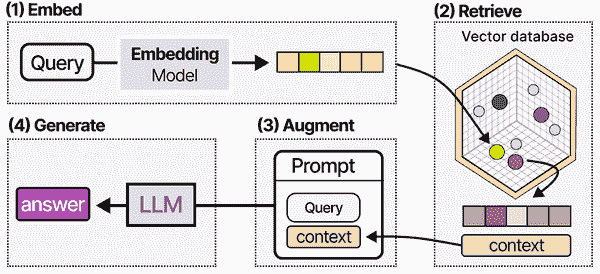 (1) Embed
Query
Embedding
Model
(2) Retrieve
Vector database
context
(3) Augment
Prompt
Query
context
(4) Generate
LLM
answer